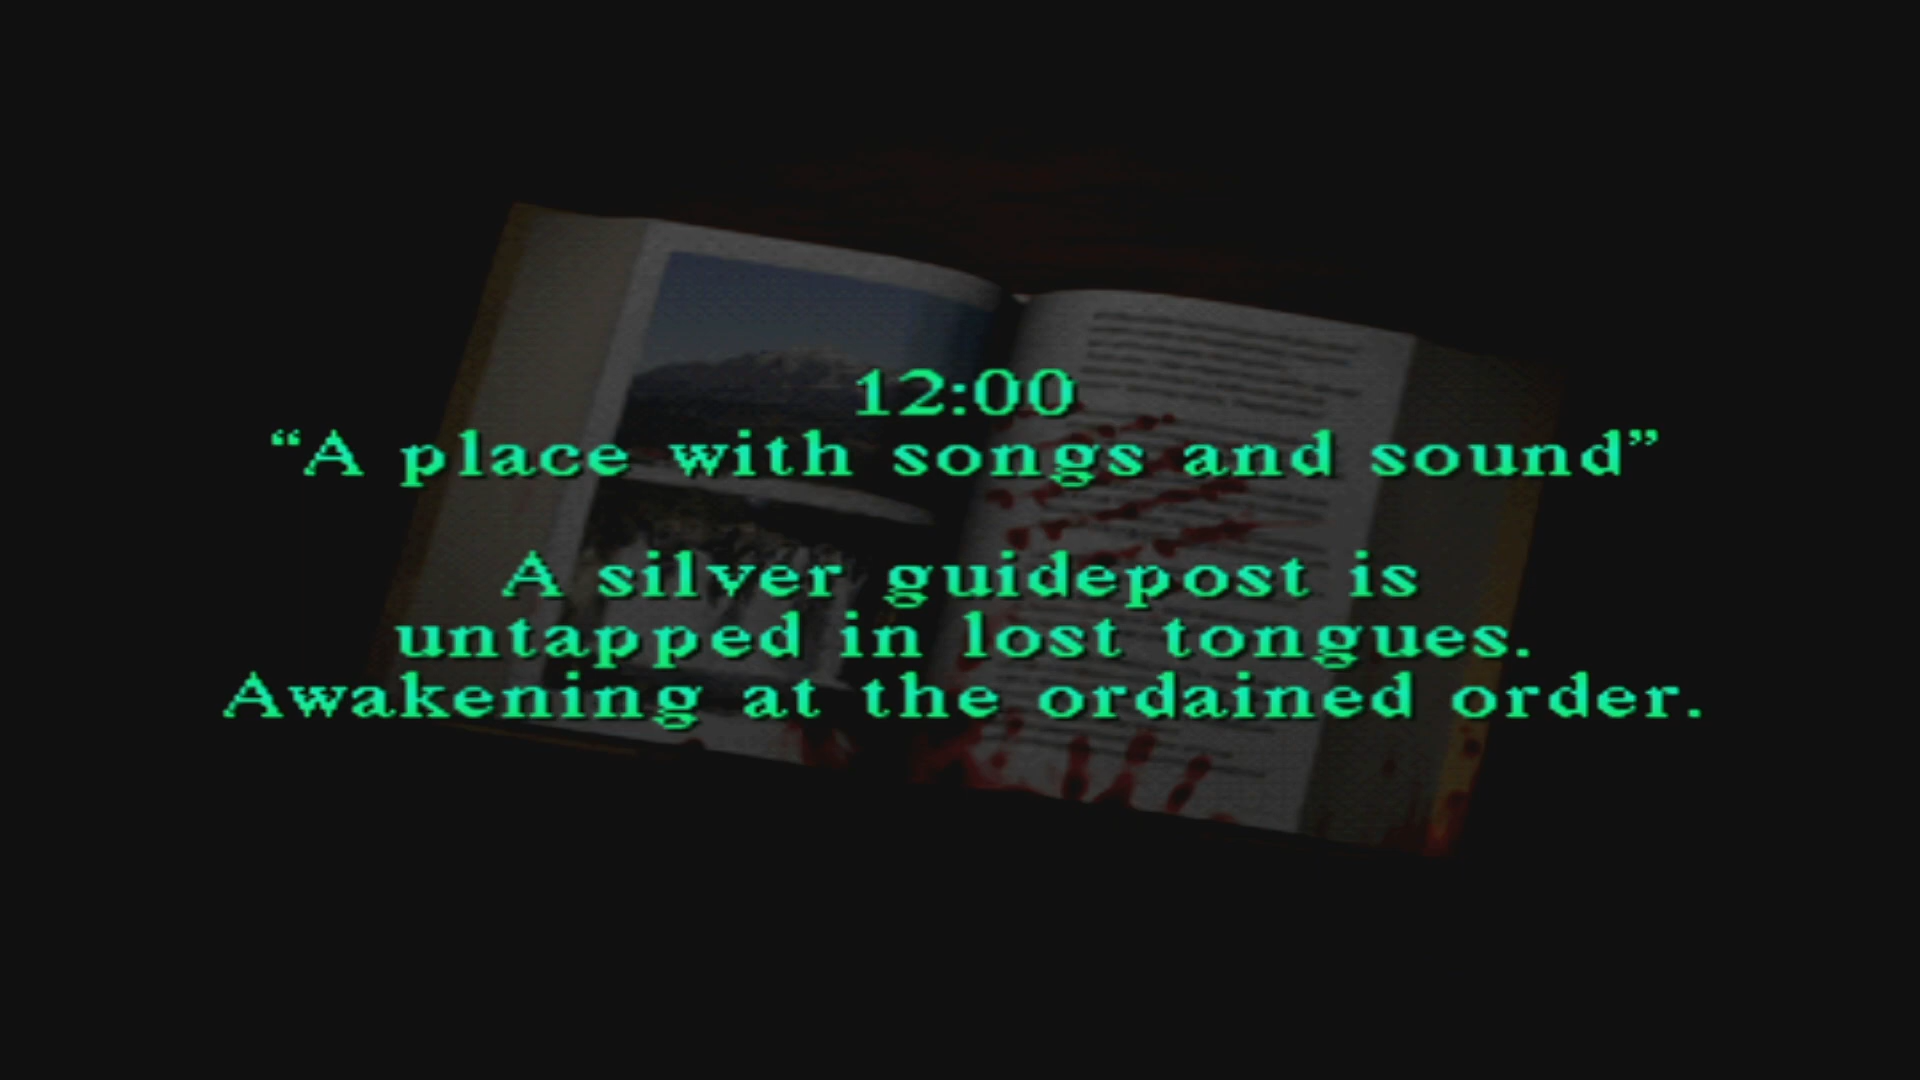 12:00
“A place with songs and sound”
A silver guidepost is
untapped in lost tongues.
Awakening at the ordained order.